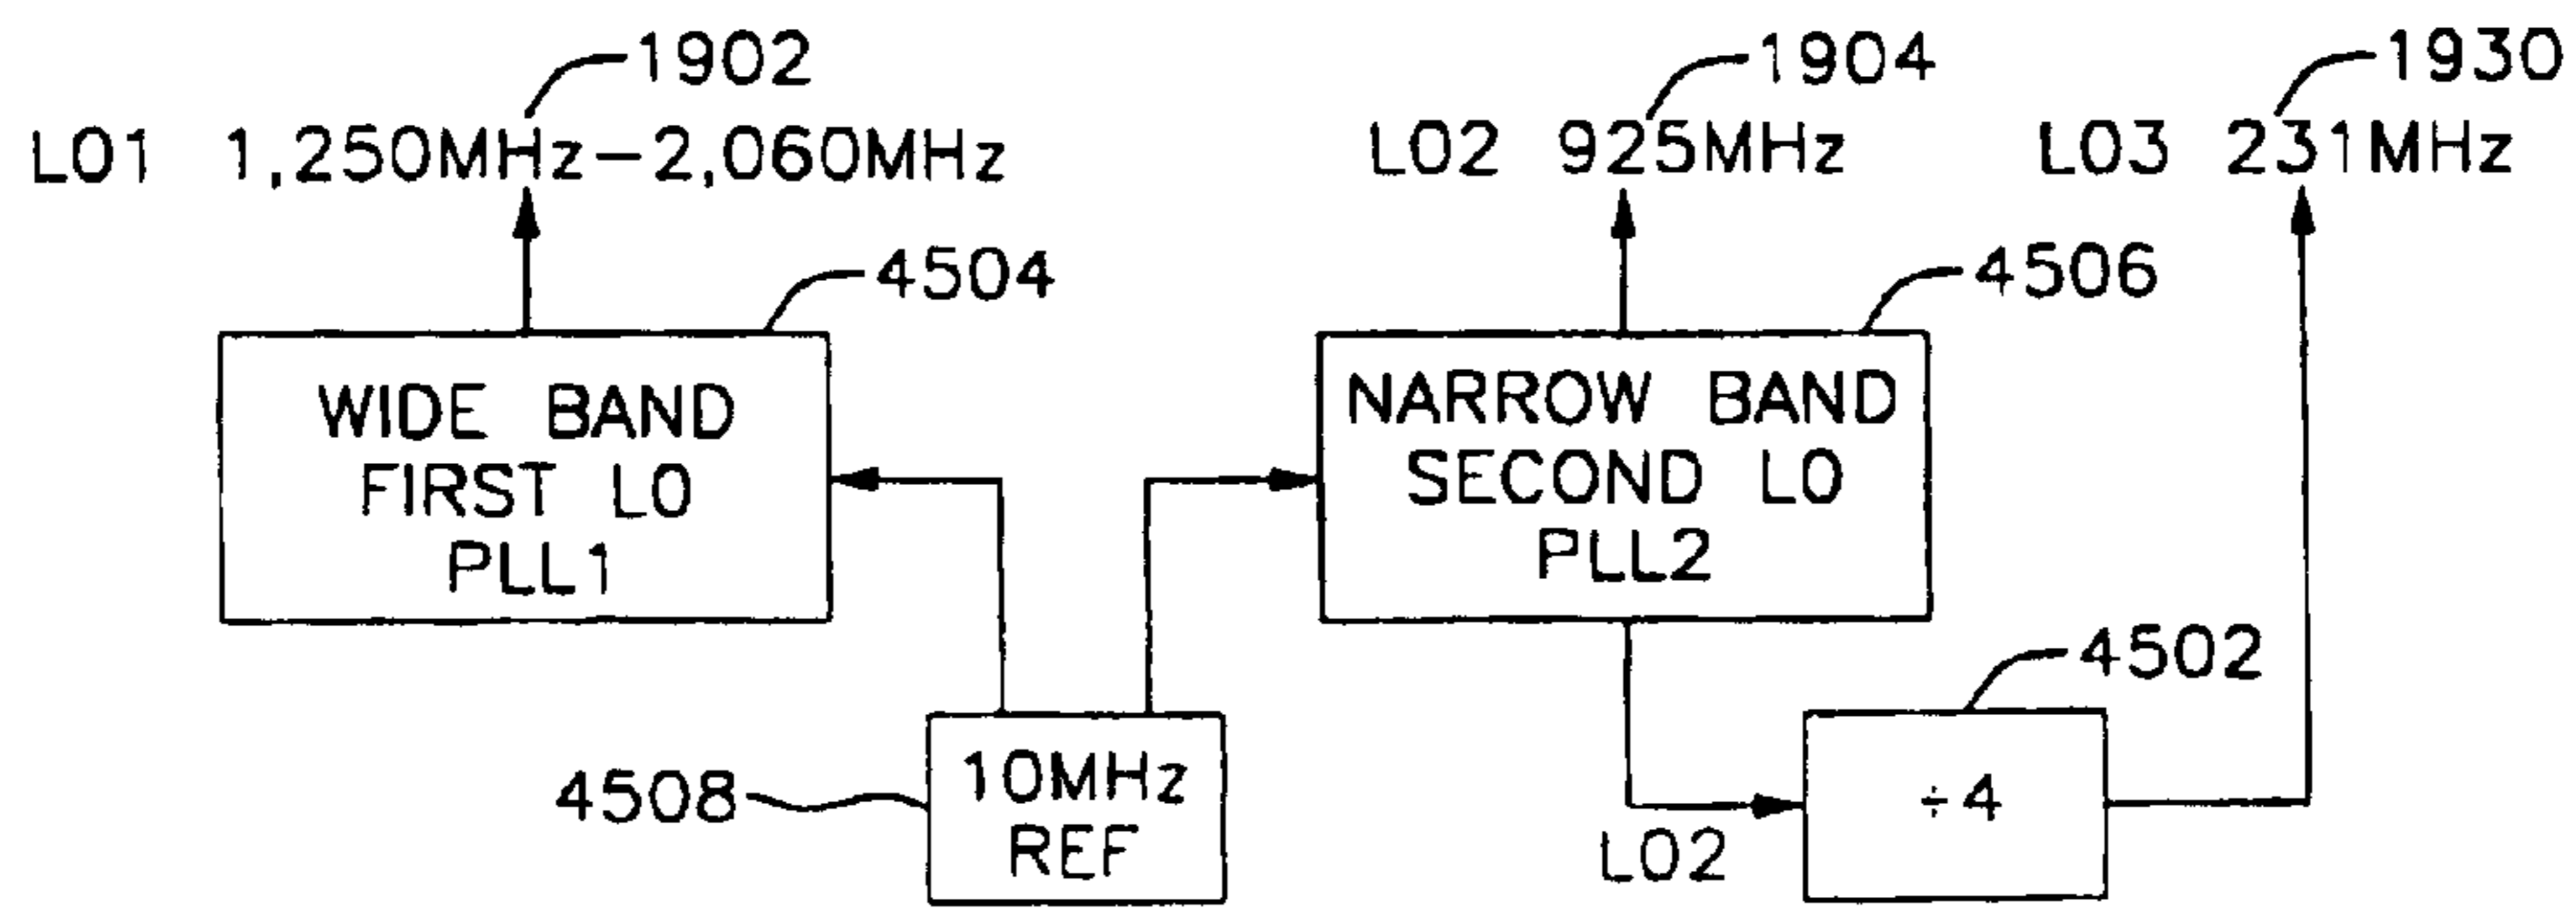 1902
1904
1930
LO1 1,250MHz-2,060MHz
LO2 925MHz
LO3 231MHz
4504
4506
WIDE BAND
FIRST LO
PLL1
NARROW BAND
SECOND LO
PLL2
4502
4508
10MHz
REF
÷4
LO2